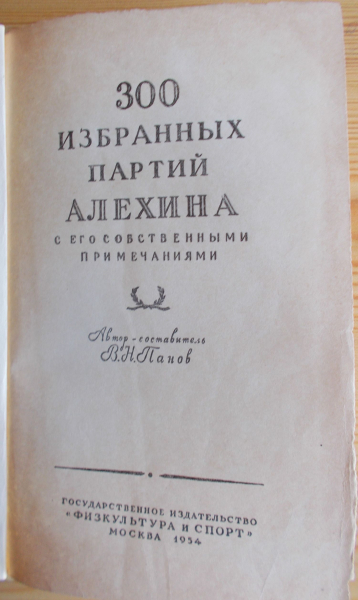 300
ИЗБРАННЫХ
ПАРТИЙ
АЛЕХИНА
С ЕГО СОБСТВЕННЫМИ
ПРИМЕЧАНИЯМИ
Автор-составитель
В.Н.Панов
ГОСУДАРСТВЕННОЕ ИЗДАТЕЛЬСТВО
«ФИЗКУЛЬТУРА И СПОРТ»
МОСКВА 1954